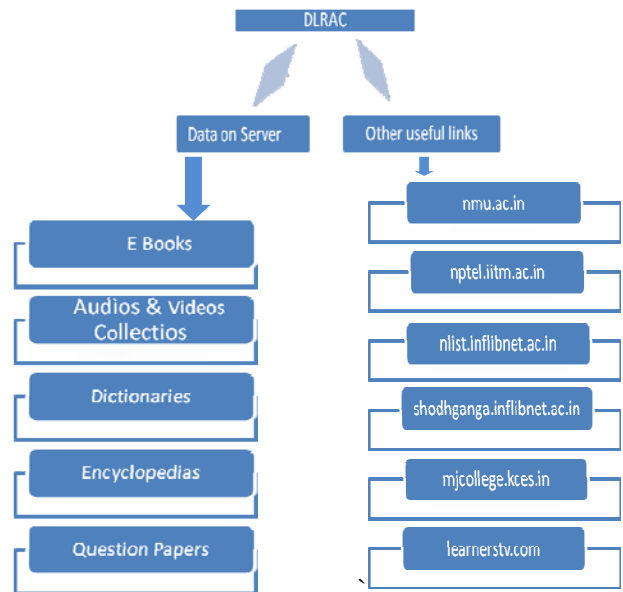 DLRAC
Data on Server
Other useful links
E Books
Audios & Videos
Collectios
Dictionaries
Encyclopedias
Question Papers
nmu.ac.in
nptel.iitm.ac.in
nlist.inflibnet.ac.in
shodhganga.inflibnet.ac.in
mjcollege.kces.in
learnerstv.com
`